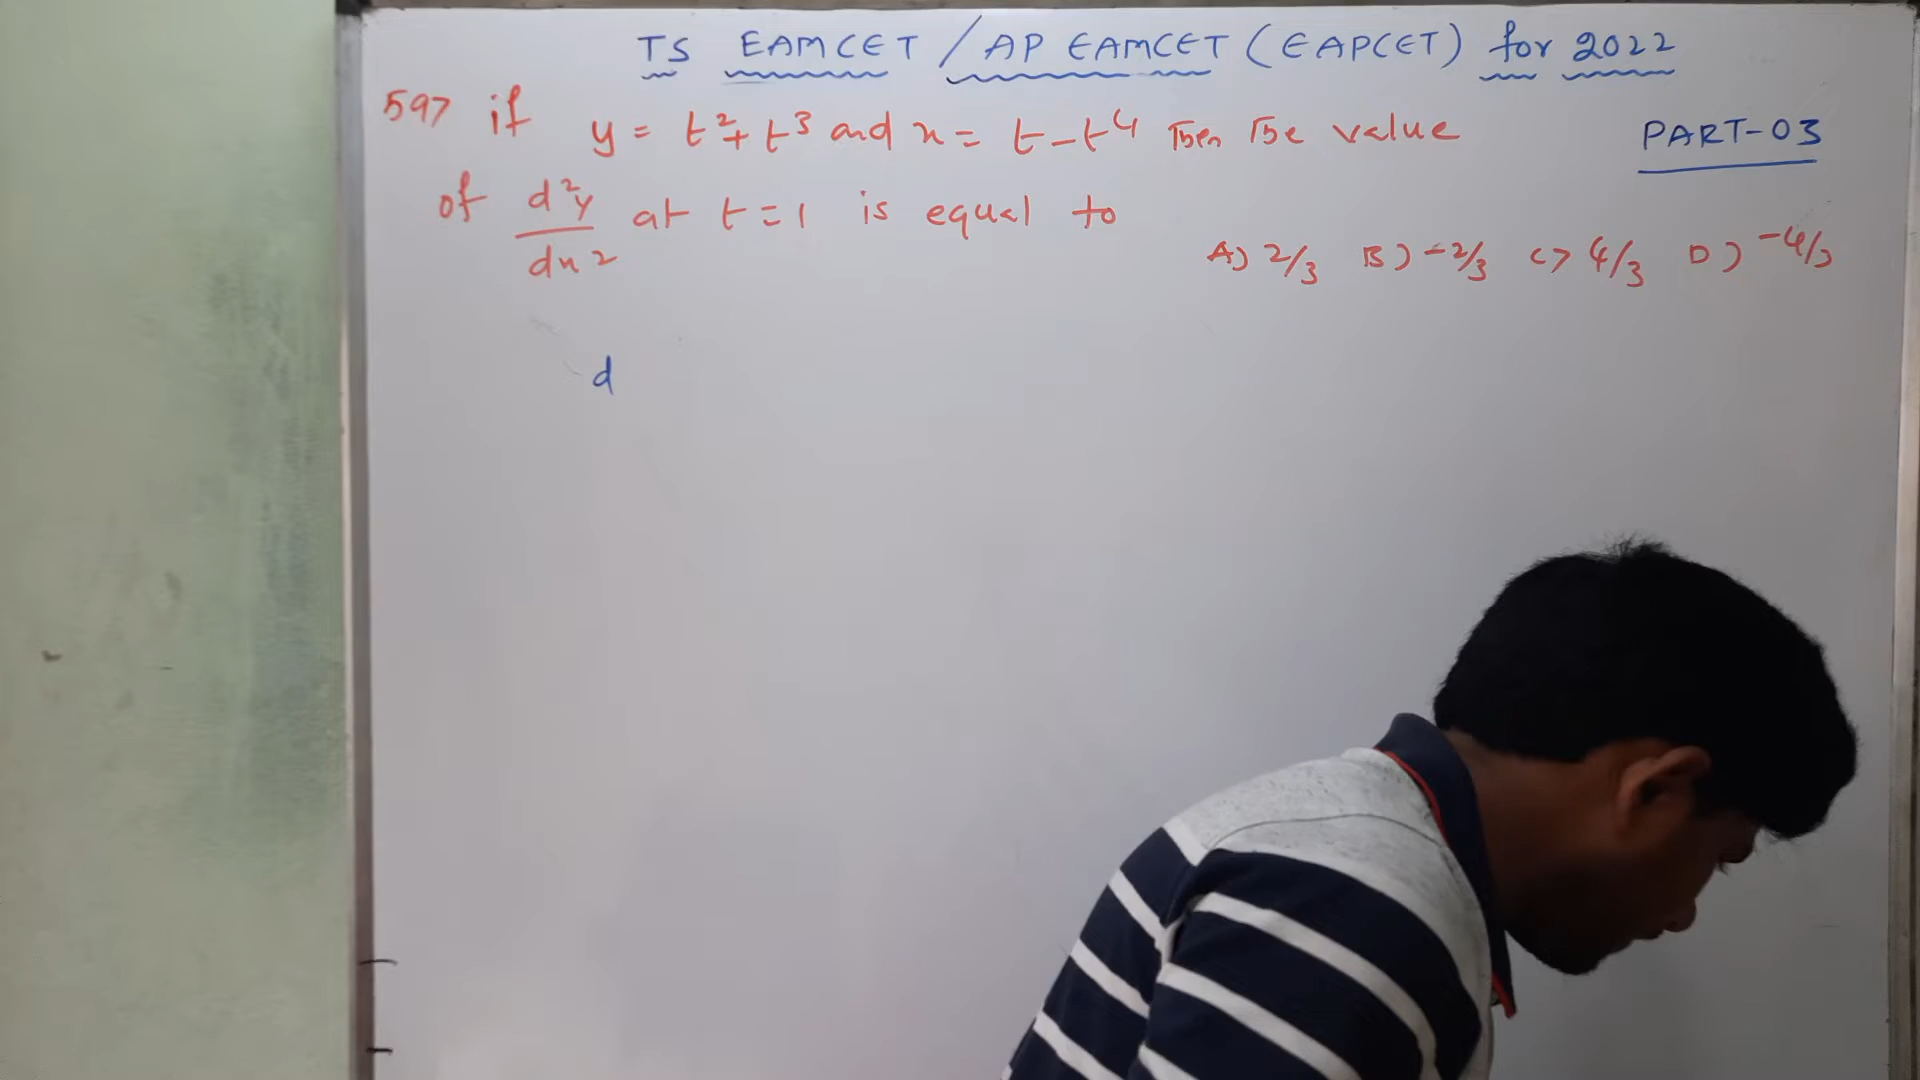 TS EAMCET / AP EAMCET (EAPCET) for 2022
597 if y = t² + t³ and x = t - t⁴ Then The value
PART-03
of d²y/dx² at t = 1 is equal to
A) 2/3 B) -2/3 C) 4/3 D) -4/3
d